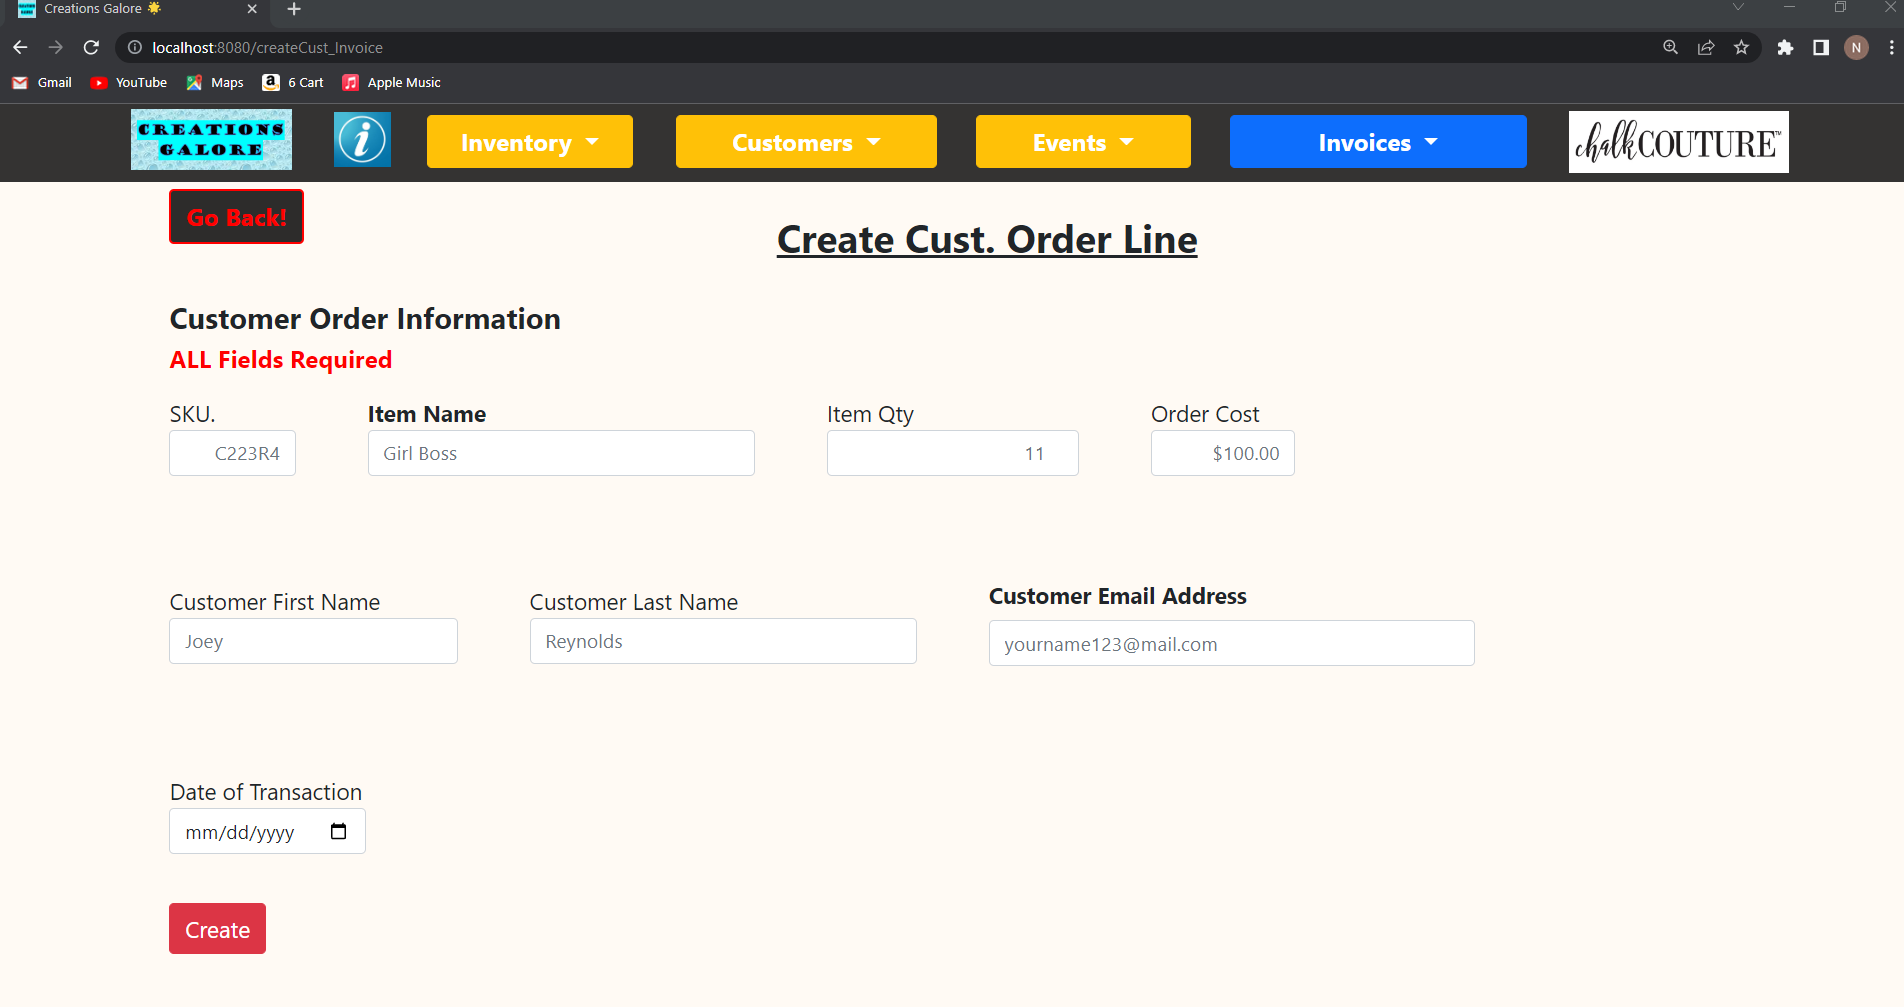 Creations Galore 🌟
localhost:8080/createCust_Invoice
N
Gmail YouTube Maps 6 Cart Apple Music
CREATIONS
GALORE
i
Inventory Customers Events Invoices
chalkCOUTURE™
Go Back!
Create Cust. Order Line
Customer Order Information
ALL Fields Required
SKU. Item Name Item Qty Order Cost
C223R4 Girl Boss 11 $100.00
Customer First Name Customer Last Name Customer Email Address
Joey Reynolds yourname123@mail.com
Date of Transaction
mm/dd/yyyy
Create